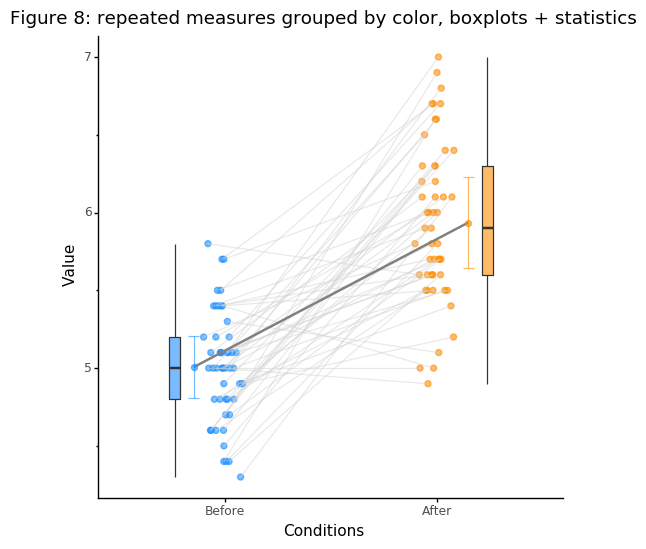 Figure 8: repeated measures grouped by color, boxplots + statistics
7
6
5
Value
Before
After
Conditions